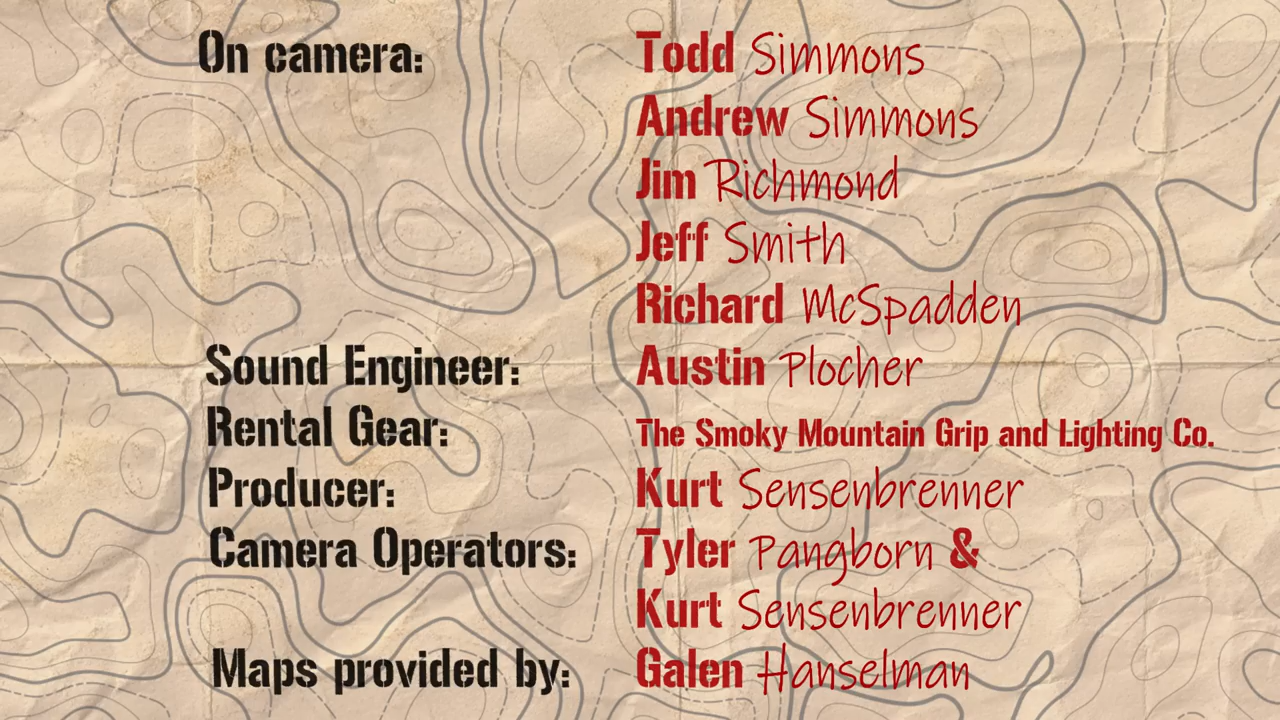 On camera: Todd Simmons
Andrew Simmons
Jim Richmond
Jeff Smith
Richard McSpadden
Sound Engineer: Austin Plocher
Rental Gear: The Smoky Mountain Grip and Lighting Co.
Producer: Kurt Sensenbrenner
Camera Operators: Tyler Pangborn &
Kurt Sensenbrenner
Maps provided by: Galen Hanselman